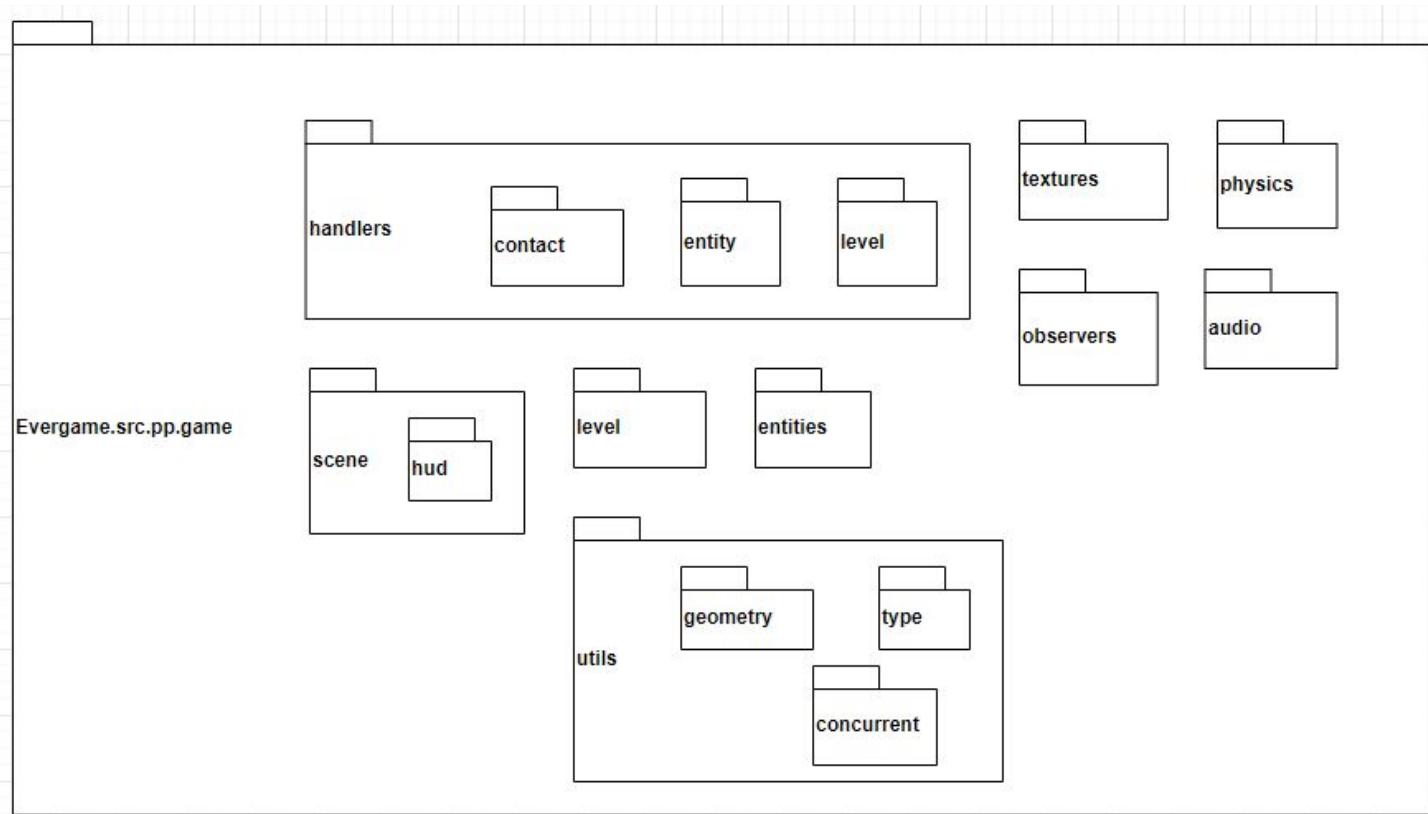 handlers
contact
entity
level
textures
physics
observers
audio
Evergame.src.pp.game
scene
hud
level
entities
utils
geometry
type
concurrent